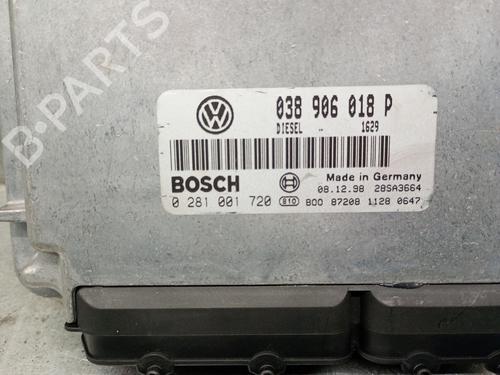 038 906 018 P
DIESEL -- 1629
BOSCH
Made in Germany
08.12.98 28SA3664
0 281 001 720 810 800 87208 1128 0647
B-PARTS